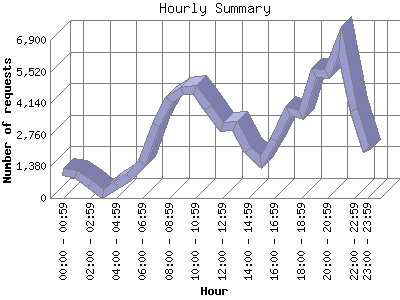 Hourly Summary
Number of requests
6,900
5,520
4,140
2,760
1,380
0
00:00 - 00:59
02:00 - 02:59
04:00 - 04:59
06:00 - 06:59
08:00 - 08:59
10:00 - 10:59
12:00 - 12:59
14:00 - 14:59
16:00 - 16:59
18:00 - 18:59
20:00 - 20:59
22:00 - 22:59
23:00 - 23:59
Hour